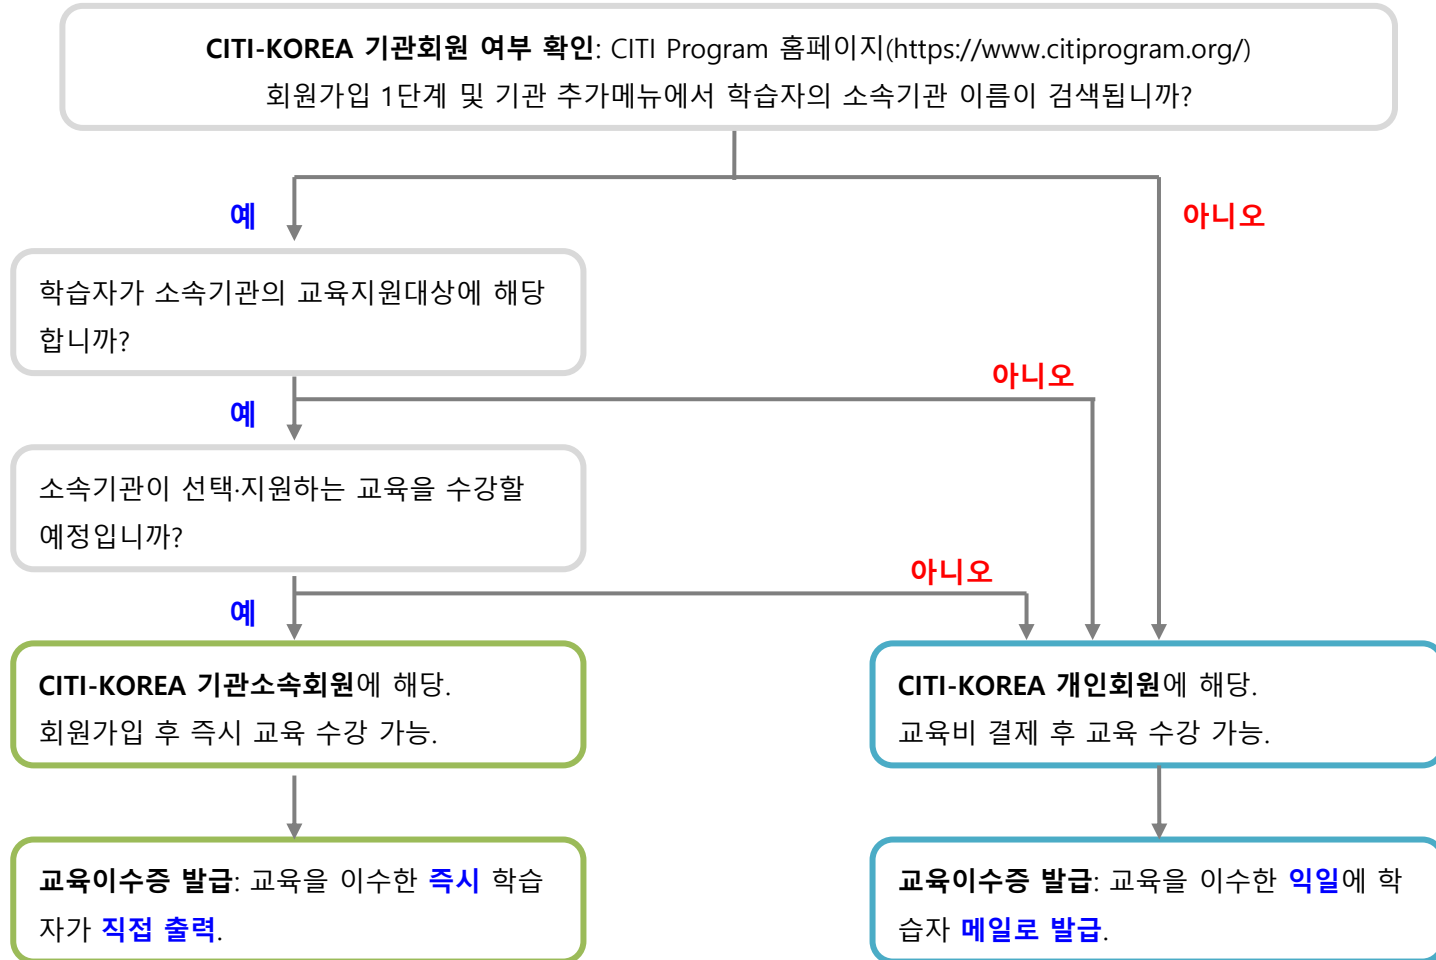 CITI-KOREA 기관회원 여부 확인: CITI Program 홈페이지(https://www.citiprogram.org/)
회원가입 1단계 및 기관 추가메뉴에서 학습자의 소속기관 이름이 검색됩니까?
예
아니오
학습자가 소속기관의 교육지원대상에 해당
합니까?
아니오
예
소속기관이 선택·지원하는 교육을 수강할
예정입니까?
아니오
예
CITI-KOREA 기관소속회원에 해당.
회원가입 후 즉시 교육 수강 가능.
CITI-KOREA 개인회원에 해당.
교육비 결제 후 교육 수강 가능.
교육이수증 발급: 교육을 이수한 즉시 학습
자가 직접 출력.
교육이수증 발급: 교육을 이수한 익일에 학
습자 메일로 발급.